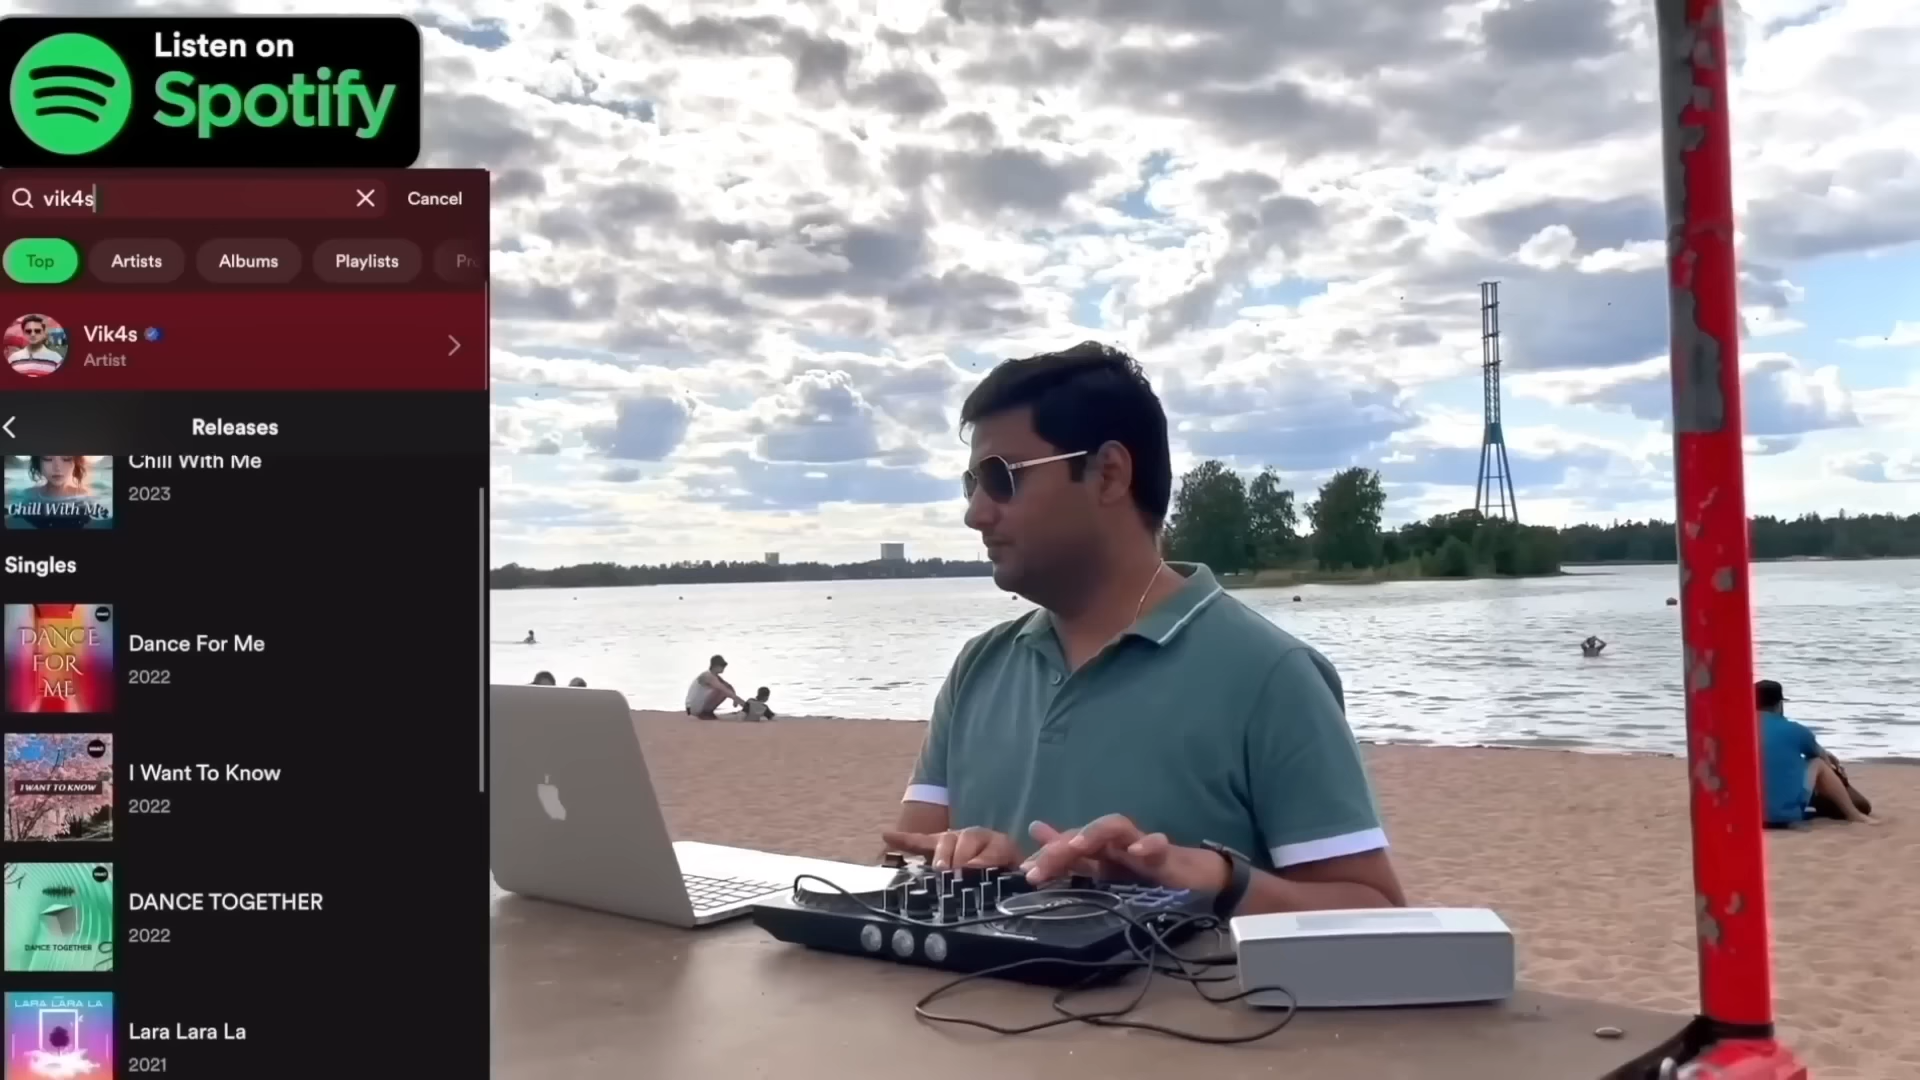 Listen on
Spotify
vik4s
Cancel
Top
Artists
Albums
Playlists
Vik4s
Artist
Releases
Chill With Me
2023
Chill With Me
Singles
DANCE
FOR
ME
Dance For Me
2022
I WANT TO KNOW
I Want To Know
2022
DANCE TOGETHER
DANCE TOGETHER
2022
LARA LARA LA
Lara Lara La
2021